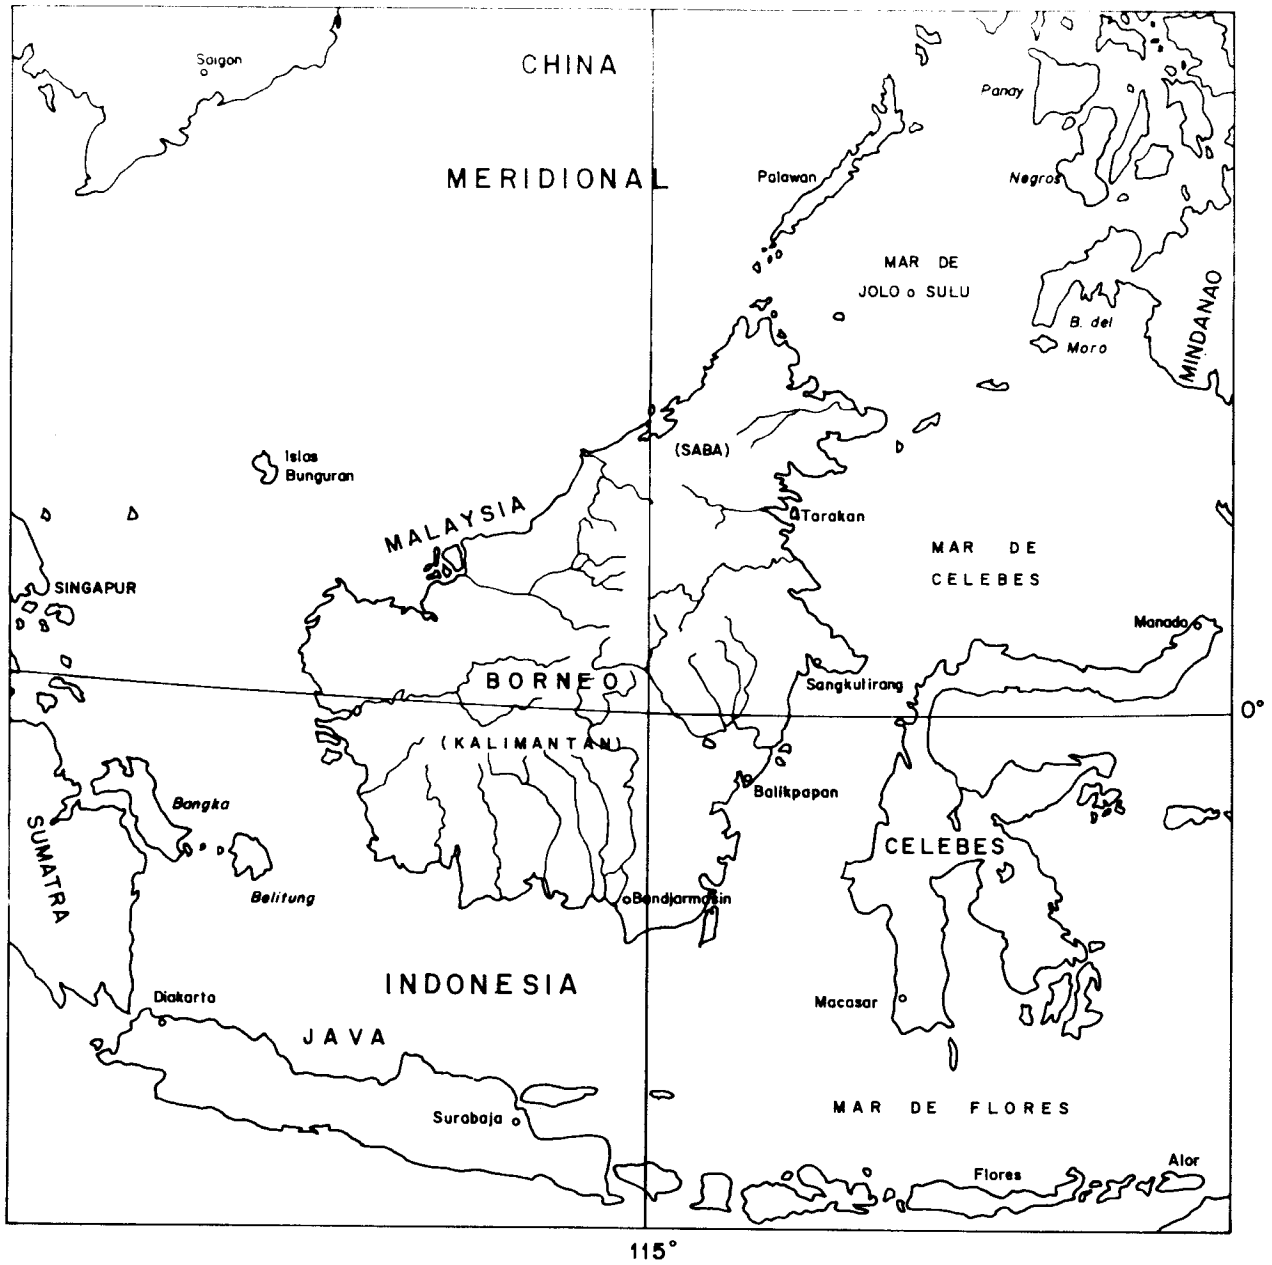 Saigon
CHINA
MERIDIONAL
Panay
Palawan
Negros
MAR DE
JOLO o SULU
B. del
Moro
MINDANAO
(SABA)
Islas
Bunguran
MALAYSIA
Tarakan
MAR DE
CELEBES
SINGAPUR
Manado
BORNEO
Sangkulirang
0°
(KALIMANTAN)
Balikpapan
Bangka
SUMATRA
CELEBES
Belitung
Bandjarmasin
INDONESIA
Diakarta
Macasar
JAVA
Surabaja
MAR DE FLORES
Flores
Alor
115°